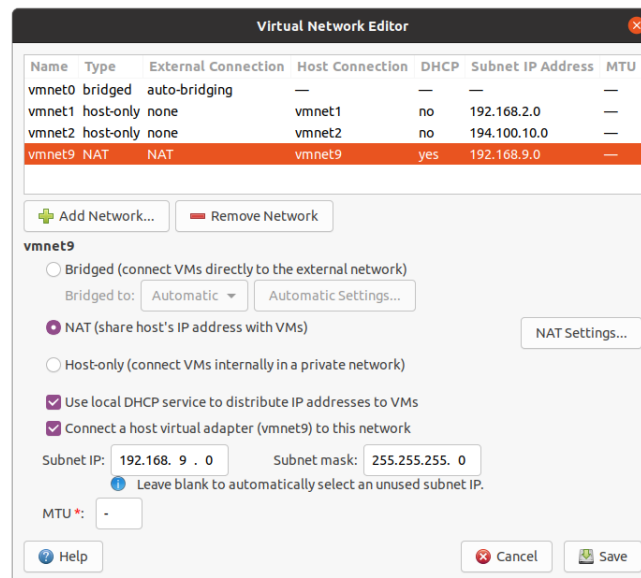 Virtual Network Editor
Name Type External Connection Host Connection DHCP Subnet IP Address MTU
vmnet0 bridged auto-bridging — — — —
vmnet1 host-only none vmnet1 no 192.168.2.0 —
vmnet2 host-only none vmnet2 no 194.100.10.0 —
vmnet9 NAT NAT vmnet9 yes 192.168.9.0 —
Add Network... Remove Network
vmnet9
Bridged (connect VMs directly to the external network)
Bridged to: Automatic Automatic Settings...
NAT (share host's IP address with VMs)
NAT Settings...
Host-only (connect VMs internally in a private network)
Use local DHCP service to distribute IP addresses to VMs
Connect a host virtual adapter (vmnet9) to this network
Subnet IP: 192.168. 9 . 0 Subnet mask: 255.255.255. 0
Leave blank to automatically select an unused subnet IP.
MTU *: -
Help Cancel Save